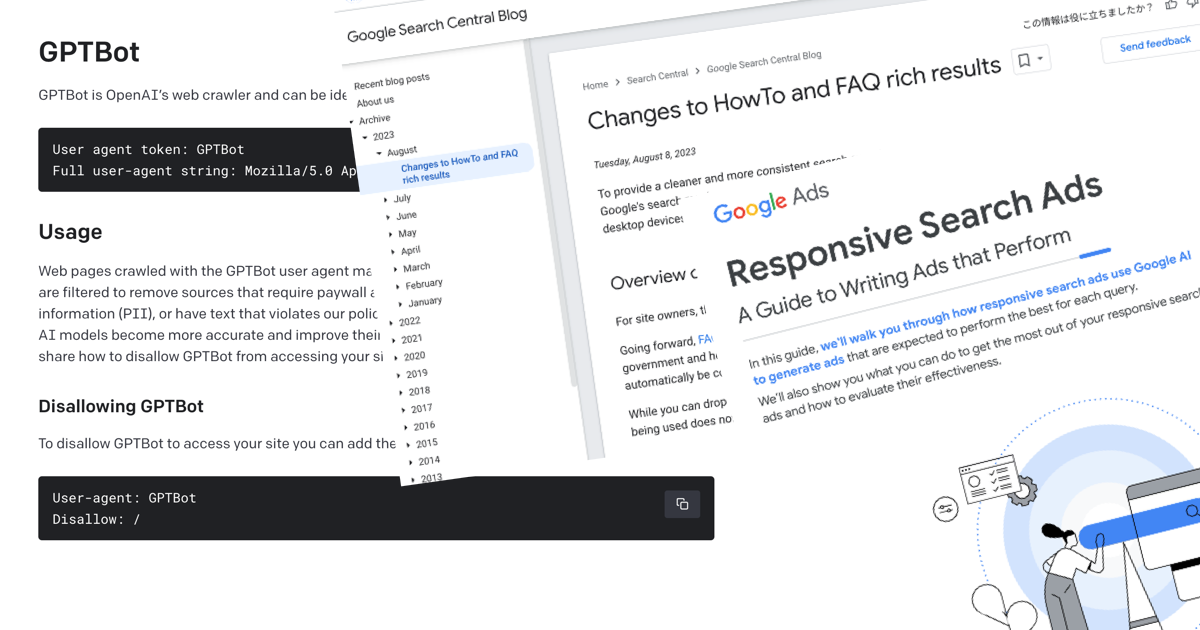 GPTBot
GPTBot is OpenAI's web crawler and can be ide
User agent token: GPTBot
Full user-agent string: Mozilla/5.0 Ap
Usage
Web pages crawled with the GPTBot user agent ma
are filtered to remove sources that require paywall
information (PII), or have text that violates our polic
AI models become more accurate and improve their
share how to disallow GPTBot from accessing your si
Disallowing GPTBot
To disallow GPTBot to access your site you can add the
User-agent: GPTBot
Disallow: /
Google Search Central Blog
Recent blog posts
About us
Archive
2023
August
Changes to HowTo and FAQ
rich results
July
June
May
April
March
February
January
2022
2021
2020
2019
2018
2017
2016
2015
2014
2013
この情報は役に立ちましたか？
Send feedback
Home > Search Central > Google Search Central Blog
Changes to HowTo and FAQ rich results
Tuesday, August 8, 2023
To provide a cleaner and more consistent search
Google's search
desktop devices
Overview
For site owners,
Going forward, FA
government and h
automatically be co
While you can drop
being used does no
Google Ads
Responsive Search Ads
A Guide to Writing Ads that Perform
In this guide, we'll walk you through how responsive search ads use Google AI
to generate ads that are expected to perform the best for each query.
We'll also show you what you can do to get the most out of your responsive searc
ads and how to evaluate their effectiveness.